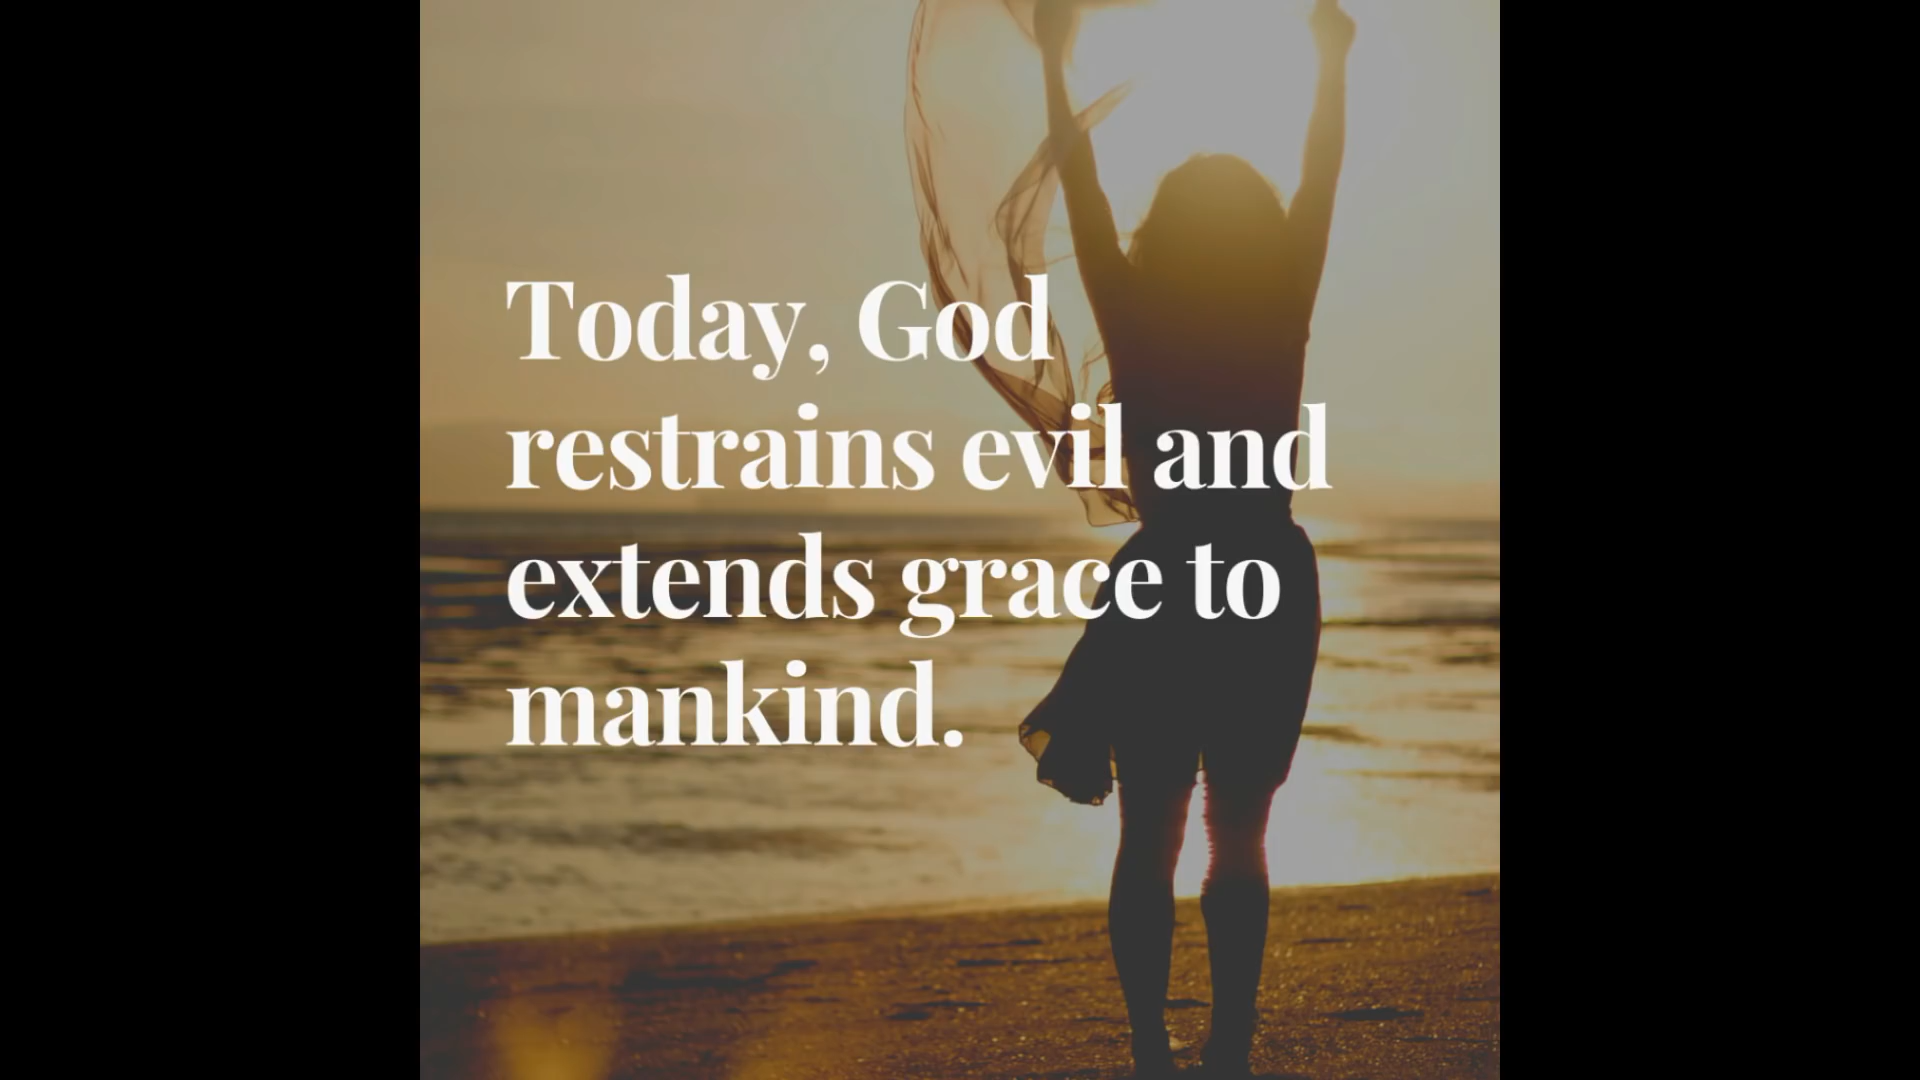 Today, God
restrains evil and
extends grace to
mankind.